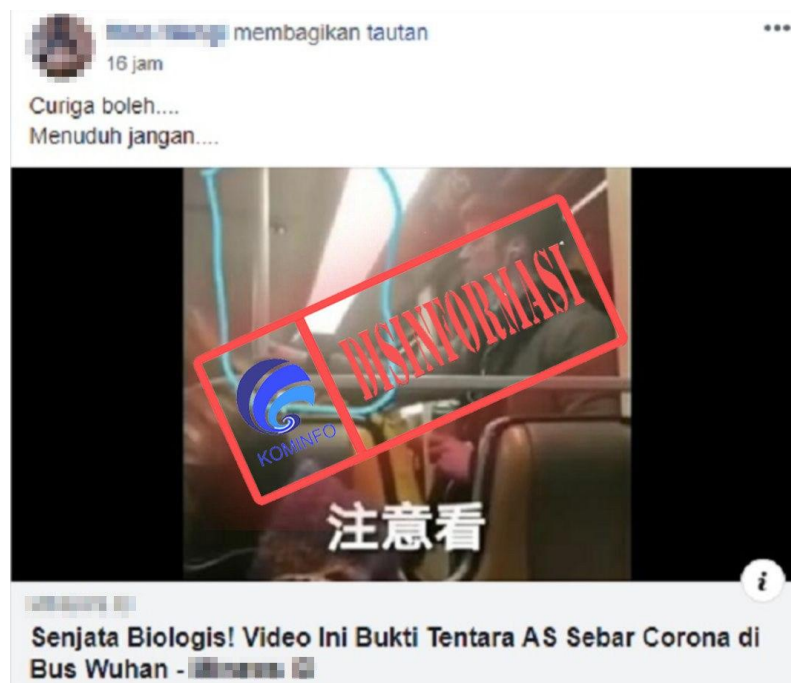 membagikan tautan
16 jam
Curiga boleh....
Menuduh jangan....
DISINFORMASI
KOMINFO
注意看
i
Senjata Biologis! Video Ini Bukti Tentara AS Sebar Corona di
Bus Wuhan -